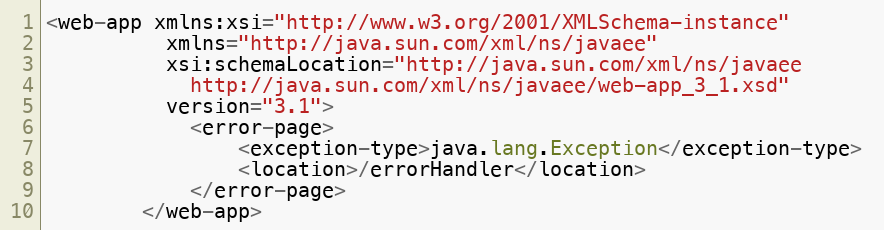 1 <web-app xmlns:xsi="http://www.w3.org/2001/XMLSchema-instance"
2           xmlns="http://java.sun.com/xml/ns/javaee"
3           xsi:schemaLocation="http://java.sun.com/xml/ns/javaee
4             http://java.sun.com/xml/ns/javaee/web-app_3_1.xsd"
5           version="3.1">
6             <error-page>
7                 <exception-type>java.lang.Exception</exception-type>
8                 <location>/errorHandler</location>
9             </error-page>
10         </web-app>